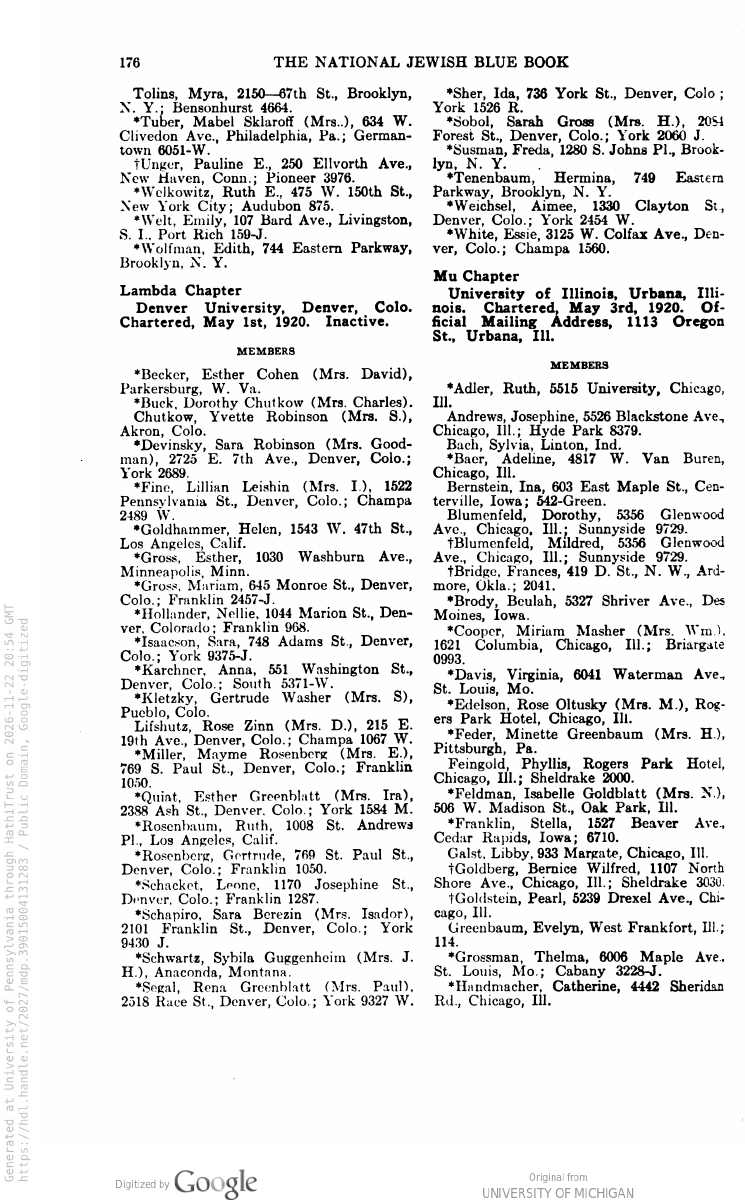 176
THE NATIONAL JEWISH BLUE BOOK
Tolins, Myra, 2150—67th St., Brooklyn,
N. Y.; Bensonhurst 4664.
*Tuber, Mabel Sklaroff (Mrs..), 634 W.
Clivedon Ave., Philadelphia, Pa.; German-
town 6051-W.
†Unger, Pauline E., 250 Ellvorth Ave.,
New Haven, Conn.; Pioneer 3976.
*Welkowitz, Ruth E., 475 W. 150th St.,
New York City; Audubon 875.
*Welt, Emily, 107 Bard Ave., Livingston,
S. I., Port Rich 159-J.
*Wolfman, Edith, 744 Eastern Parkway,
Brooklyn, N. Y.
Lambda Chapter
Denver University, Denver, Colo.
Chartered, May 1st, 1920. Inactive.
MEMBERS
*Becker, Esther Cohen (Mrs. David),
Parkersburg, W. Va.
*Buck, Dorothy Chutkow (Mrs. Charles).
Chutkow, Yvette Robinson (Mrs. S.),
Akron, Colo.
*Devinsky, Sara Robinson (Mrs. Good-
man), 2725 E. 7th Ave., Denver, Colo.;
York 2689.
*Fine, Lillian Leishin (Mrs. I.), 1522
Pennsylvania St., Denver, Colo.; Champa
2489 W.
*Goldhammer, Helen, 1543 W. 47th St.,
Los Angeles, Calif.
*Gross, Esther, 1030 Washburn Ave.,
Minneapolis, Minn.
*Gross, Mariam, 645 Monroe St., Denver,
Colo.; Franklin 2457-J.
*Hollander, Nellie, 1044 Marion St., Den-
ver, Colorado; Franklin 968.
*Isaacson, Sara, 748 Adams St., Denver,
Colo.; York 9375-J.
*Karchner, Anna, 551 Washington St.,
Denver, Colo.; South 5371-W.
*Kletzky, Gertrude Washer (Mrs. S),
Pueblo, Colo.
Lifshutz, Rose Zinn (Mrs. D.), 215 E.
19th Ave., Denver, Colo.; Champa 1067 W.
*Miller, Mayme Rosenberg (Mrs. E.),
769 S. Paul St., Denver, Colo.; Franklin
1050.
*Quiat, Esther Greenblatt (Mrs. Ira),
2388 Ash St., Denver, Colo.; York 1584 M.
*Rosenbaum, Ruth, 1008 St. Andrews
Pl., Los Angeles, Calif.
*Rosenberg, Gertrude, 769 St. Paul St.,
Denver, Colo.; Franklin 1050.
*Schacket, Leone, 1170 Josephine St.,
Denver, Colo.; Franklin 1287.
*Schapiro, Sara Berezin (Mrs. Isador),
2101 Franklin St., Denver, Colo.; York
9430 J.
*Schwartz, Sybila Guggenheim (Mrs. J.
H.), Anaconda, Montana.
*Segal, Rena Greenblatt (Mrs. Paul),
2518 Race St., Denver, Colo.; York 9327 W.
*Sher, Ida, 736 York St., Denver, Colo;
York 1526 R.
*Sobol, Sarah Gross (Mrs. H.), 2084
Forest St., Denver, Colo.; York 2060 J.
*Susman, Freda, 1280 S. Johns Pl., Brook-
lyn, N. Y.
*Tenenbaum, Hermina, 749 Eastern
Parkway, Brooklyn, N. Y.
*Weichsel, Aimee, 1330 Clayton St.,
Denver, Colo.; York 2454 W.
*White, Essie, 3125 W. Colfax Ave., Den-
ver, Colo.; Champa 1560.
Mu Chapter
University of Illinois, Urbana, Illi-
nois. Chartered, May 3rd, 1920. Of-
ficial Mailing Address, 1113 Oregon
St., Urbana, Ill.
MEMBERS
*Adler, Ruth, 5515 University, Chicago,
Ill.
Andrews, Josephine, 5526 Blackstone Ave.,
Chicago, Ill.; Hyde Park 8379.
Bach, Sylvia, Linton, Ind.
*Baer, Adeline, 4817 W. Van Buren,
Chicago, Ill.
Bernstein, Ina, 603 East Maple St., Cen-
terville, Iowa; 542-Green.
Blumenfeld, Dorothy, 5356 Glenwood
Ave., Chicago, Ill.; Sunnyside 9729.
†Blumenfeld, Mildred, 5356 Glenwood
Ave., Chicago, Ill.; Sunnyside 9729.
†Bridge, Frances, 419 D. St., N. W., Ard-
more, Okla.; 2041.
*Brody, Beulah, 5327 Shriver Ave., Des
Moines, Iowa.
*Cooper, Miriam Masher (Mrs. Wm.),
1621 Columbia, Chicago, Ill.; Briargate
0993.
*Davis, Virginia, 6041 Waterman Ave.,
St. Louis, Mo.
*Edelson, Rose Oltusky (Mrs. M.), Rog-
ers Park Hotel, Chicago, Ill.
*Feder, Minette Greenbaum (Mrs. H.),
Pittsburgh, Pa.
Feingold, Phyllis, Rogers Park Hotel,
Chicago, Ill.; Sheldrake 2000.
*Feldman, Isabelle Goldblatt (Mrs. N.),
506 W. Madison St., Oak Park, Ill.
*Franklin, Stella, 1527 Beaver Ave.,
Cedar Rapids, Iowa; 6710.
Galst, Libby, 933 Margate, Chicago, Ill.
†Goldberg, Bernice Wilfred, 1107 North
Shore Ave., Chicago, Ill.; Sheldrake 3030.
†Goldstein, Pearl, 5239 Drexel Ave., Chi-
cago, Ill.
Greenbaum, Evelyn, West Frankfort, Ill.;
114.
*Grossman, Thelma, 6006 Maple Ave.,
St. Louis, Mo.; Cabany 3228-J.
*Handmacher, Catherine, 4442 Sheridan
Rd., Chicago, Ill.
Generated at University of Pennsylvania through HathiTrust on 2026-11-22 20:54 GMT
https://hdl.handle.net/2027/mdp.39015004131283 / Public Domain, Google-digitized
Digitized by Google
Original from
UNIVERSITY OF MICHIGAN